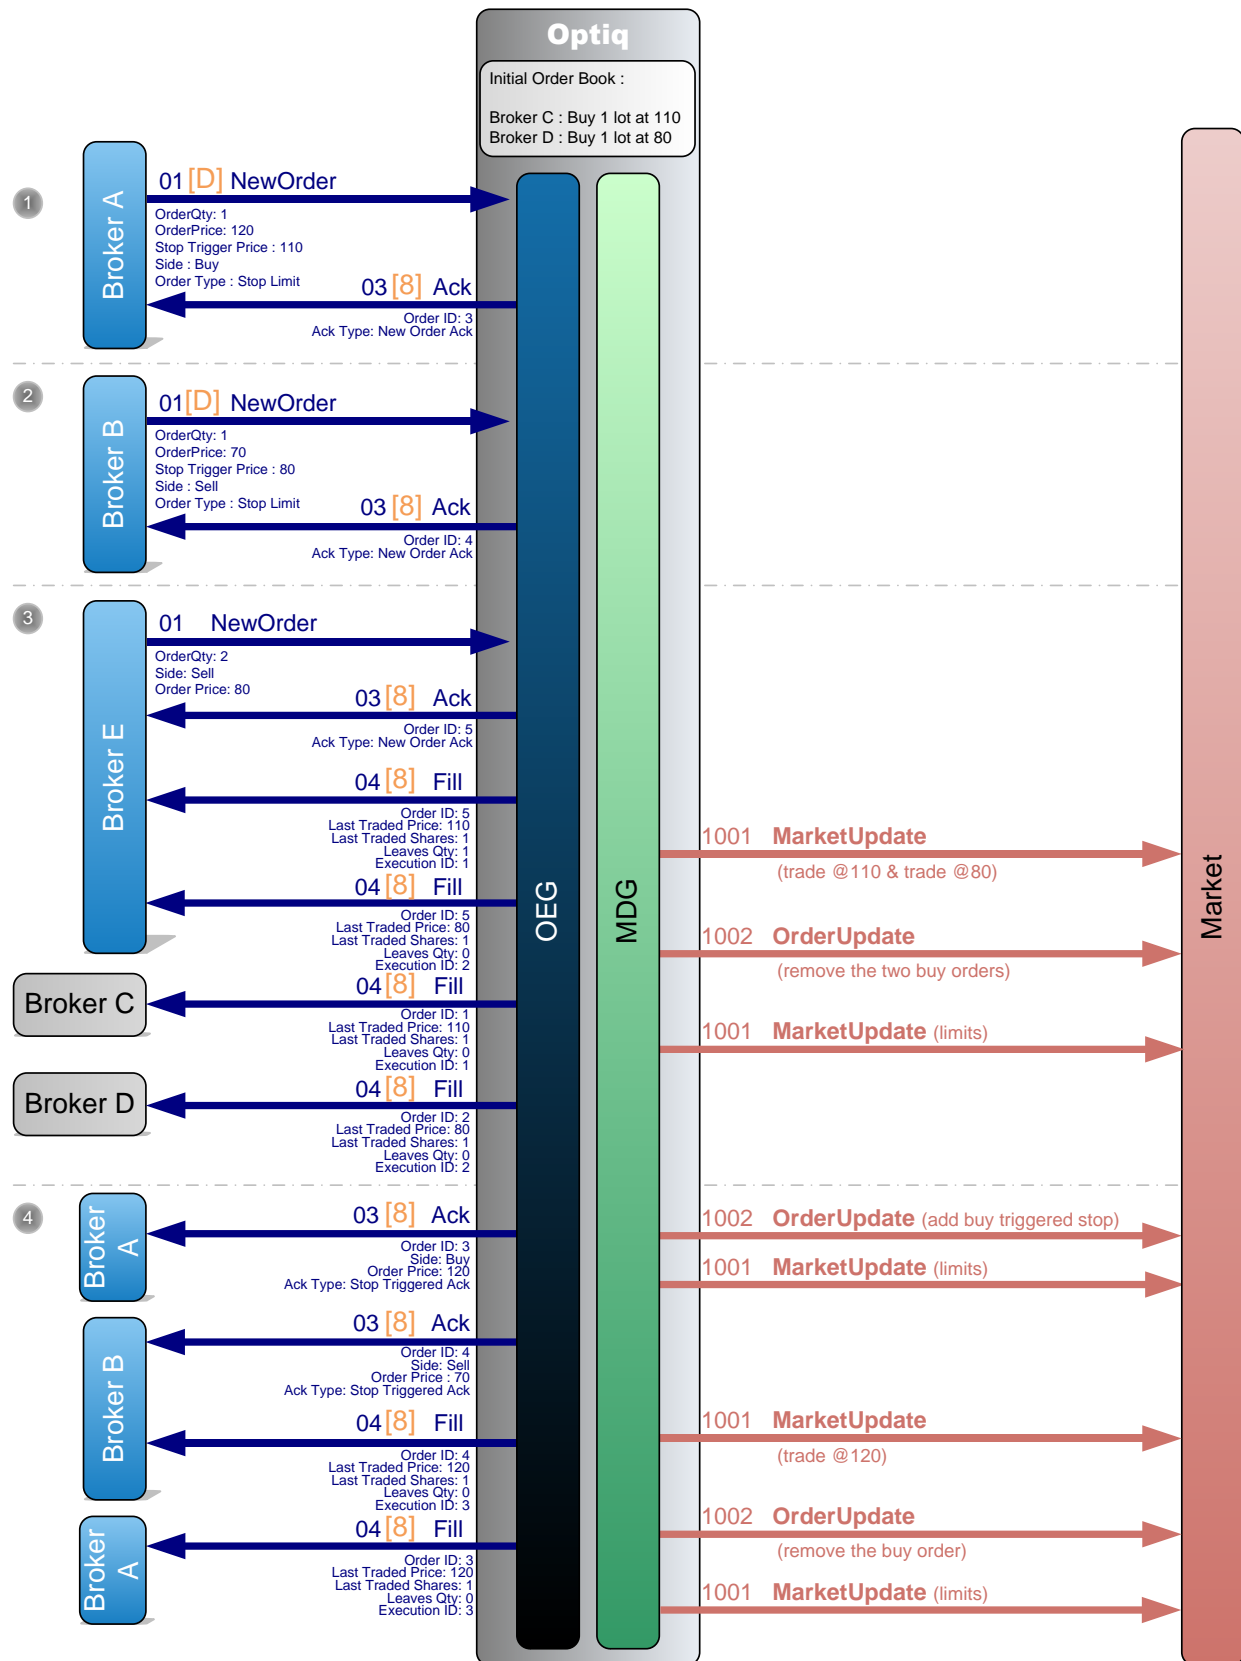 Optiq
Initial Order Book :
Broker C : Buy 1 lot at 110
Broker D : Buy 1 lot at 80
1
Broker A
01 [D] NewOrder
OrderQty: 1
OrderPrice: 120
Stop Trigger Price : 110
Side : Buy
Order Type : Stop Limit
03 [8] Ack
Order ID: 3
Ack Type: New Order Ack
2
Broker B
01 [D] NewOrder
OrderQty: 1
OrderPrice: 70
Stop Trigger Price : 80
Side : Sell
Order Type : Stop Limit
03 [8] Ack
Order ID: 4
Ack Type: New Order Ack
3
Broker E
01 NewOrder
OrderQty: 2
Side: Sell
Order Price: 80
03 [8] Ack
Order ID: 5
Ack Type: New Order Ack
04 [8] Fill
Order ID: 5
Last Traded Price: 110
Last Traded Shares: 1
Leaves Qty: 1
Execution ID: 1
04 [8] Fill
Order ID: 5
Last Traded Price: 80
Last Traded Shares: 1
Leaves Qty: 0
Execution ID: 2
Broker C
04 [8] Fill
Order ID: 1
Last Traded Price: 110
Last Traded Shares: 1
Leaves Qty: 0
Execution ID: 1
Broker D
04 [8] Fill
Order ID: 2
Last Traded Price: 80
Last Traded Shares: 1
Leaves Qty: 0
Execution ID: 2
OEG
MDG
1001 MarketUpdate
(trade @110 & trade @80)
1002 OrderUpdate
(remove the two buy orders)
1001 MarketUpdate (limits)
Market
4
Broker
A
03 [8] Ack
Order ID: 3
Side: Buy
Order Price: 120
Ack Type: Stop Triggered Ack
Broker B
03 [8] Ack
Order ID: 4
Side: Sell
Order Price : 70
Ack Type: Stop Triggered Ack
04 [8] Fill
Order ID: 4
Last Traded Price: 120
Last Traded Shares: 1
Leaves Qty: 0
Execution ID: 3
Broker
A
04 [8] Fill
Order ID: 3
Last Traded Price: 120
Last Traded Shares: 1
Leaves Qty: 0
Execution ID: 3
1002 OrderUpdate (add buy triggered stop)
1001 MarketUpdate (limits)
1001 MarketUpdate
(trade @120)
1002 OrderUpdate
(remove the buy order)
1001 MarketUpdate (limits)